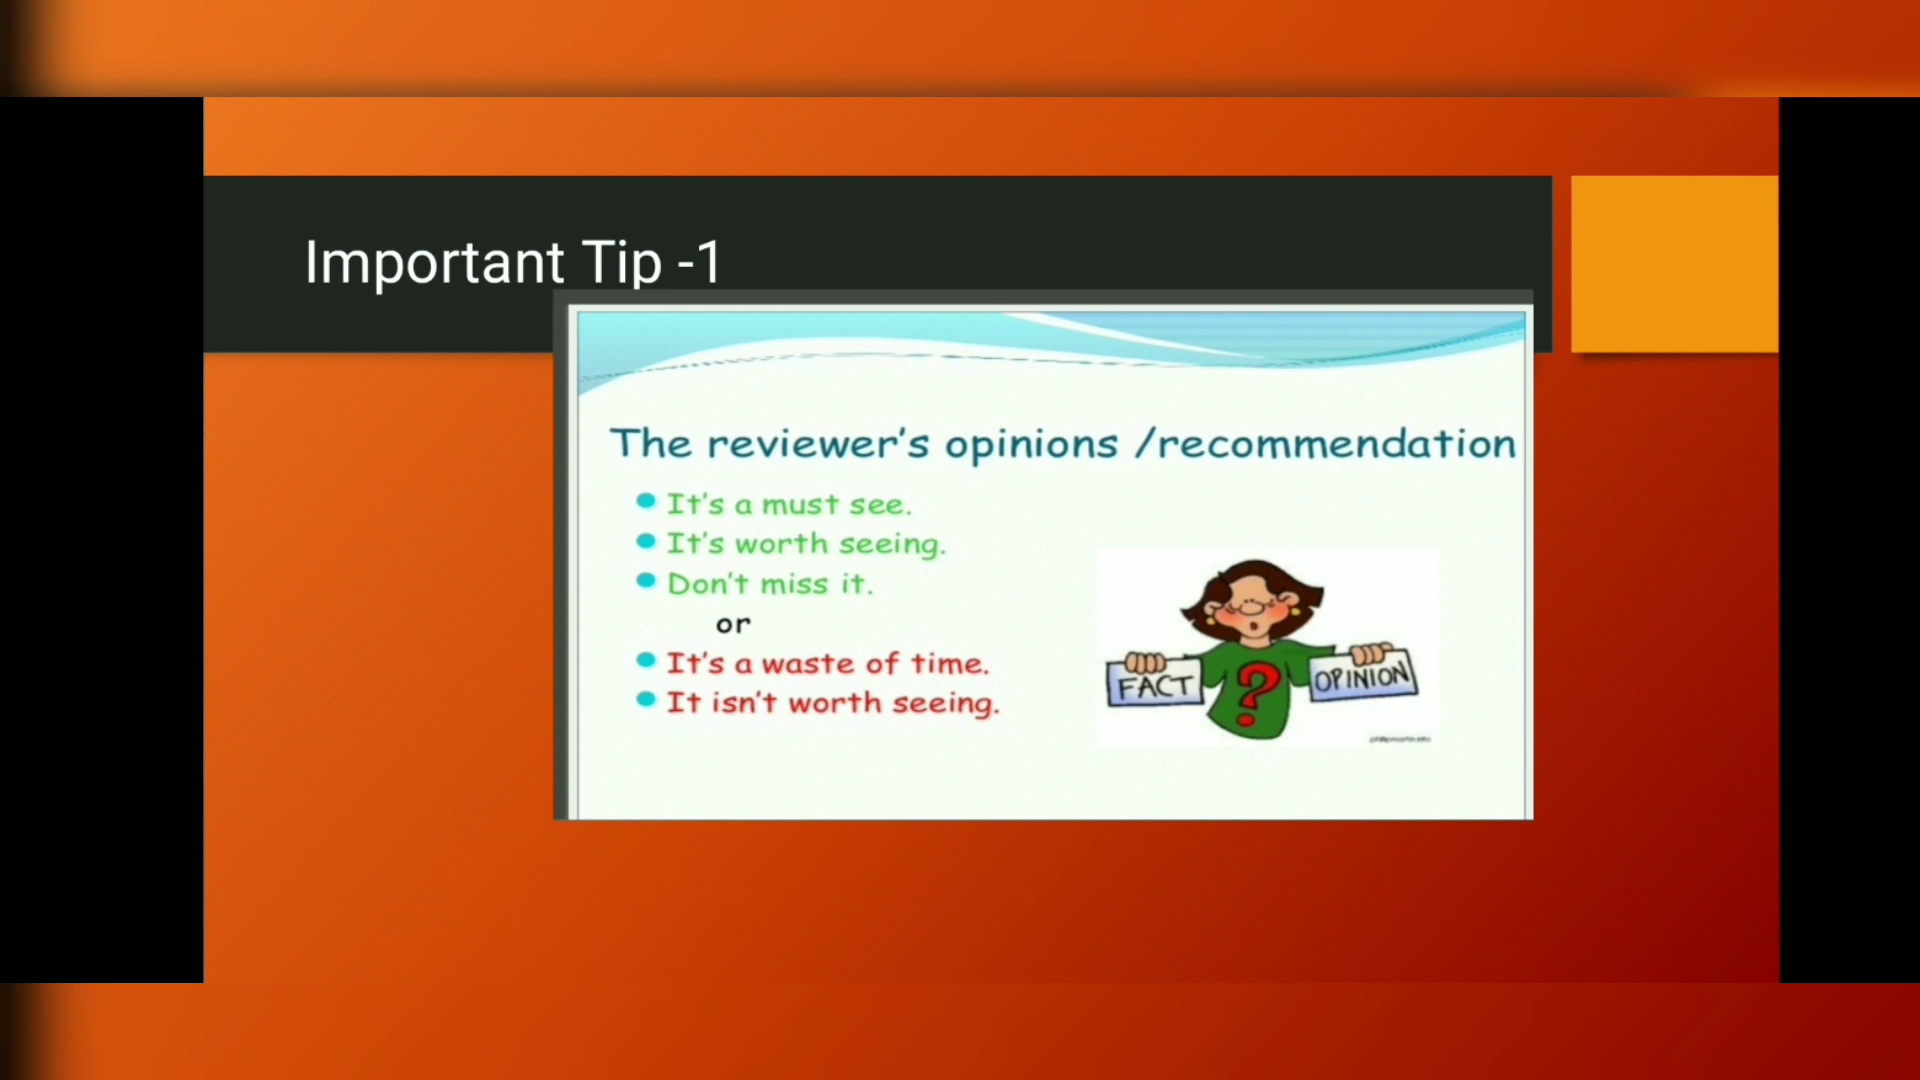 Important Tip -1
The reviewer's opinions /recommendation
It's a must see.
It's worth seeing.
Don't miss it.
or
It's a waste of time.
It isn't worth seeing.
FACT
?
OPINION